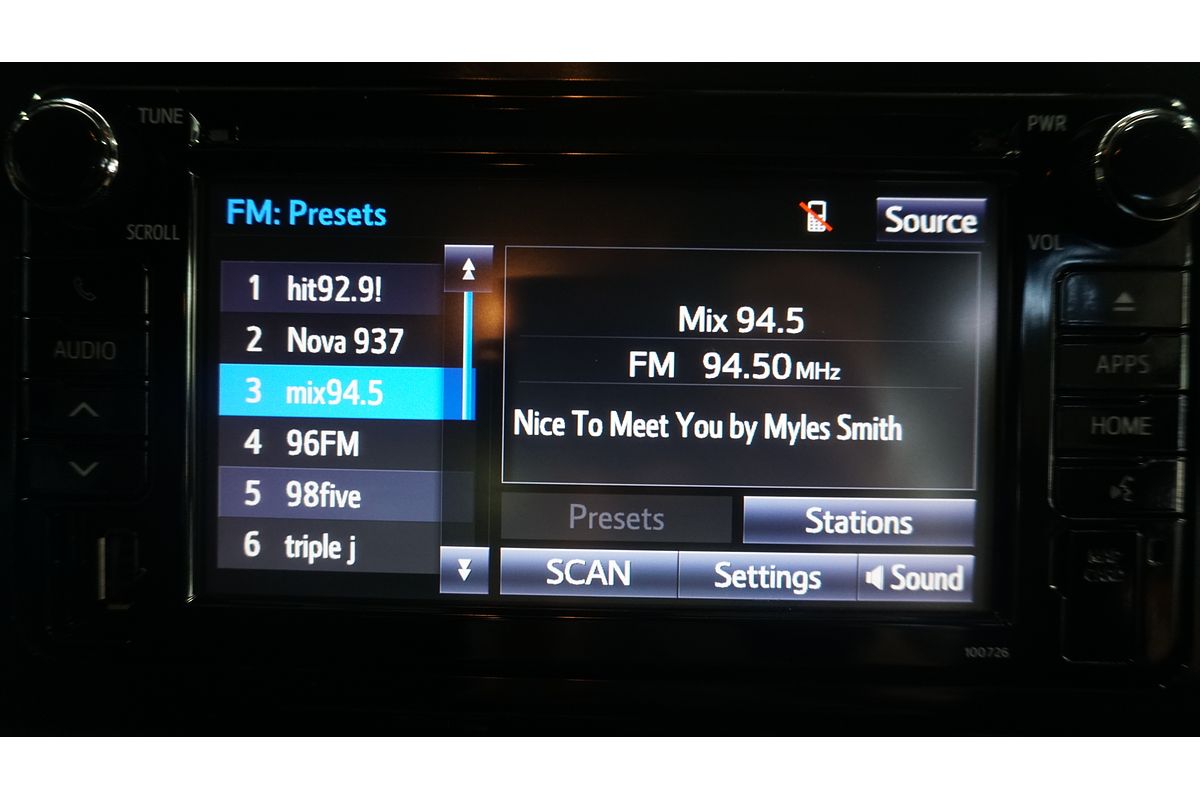 TUNE
PWR
FM: Presets
Source
SCROLL
VOL
1 hit92.9!
2 Nova 937
3 mix94.5
4 96FM
5 98five
6 triple j
Mix 94.5
FM 94.50 MHz
Nice To Meet You by Myles Smith
Presets
Stations
SCAN
Settings
Sound
AUDIO
APPS
HOME
100726